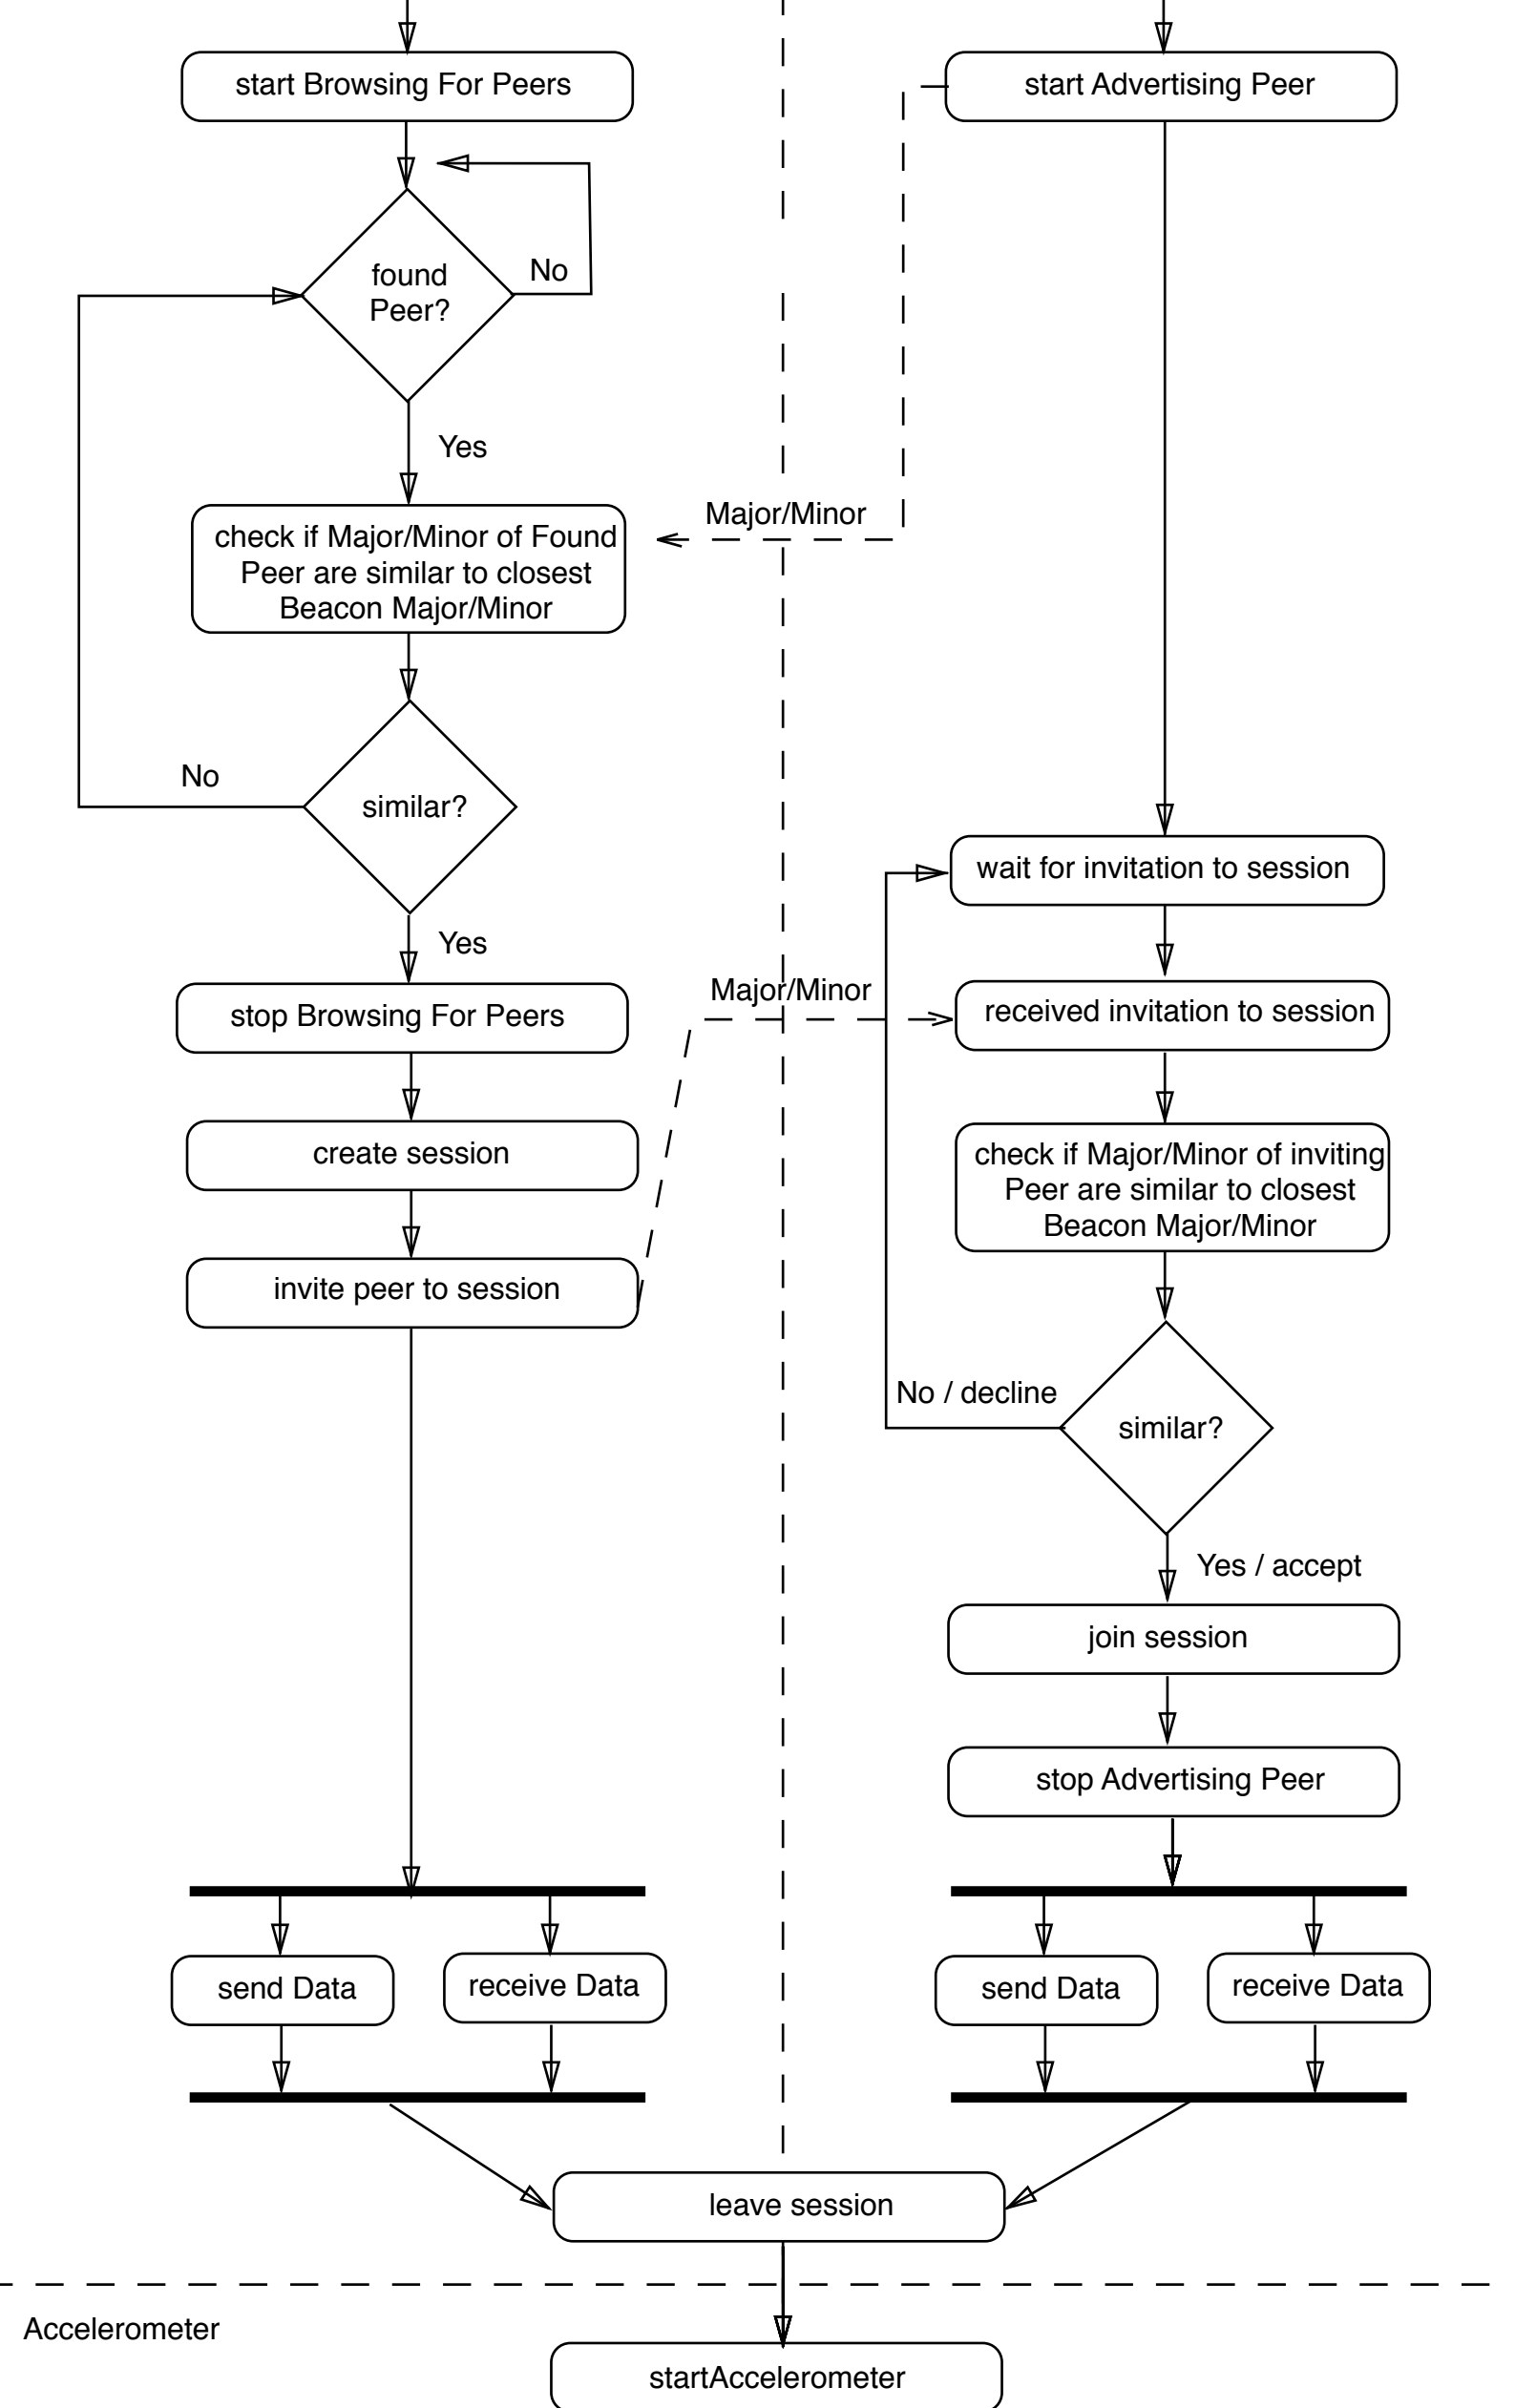 start Browsing For Peers
start Advertising Peer
found
Peer?
No
Yes
Major/Minor
check if Major/Minor of Found
Peer are similar to closest
Beacon Major/Minor
No
similar?
wait for invitation to session
Yes
Major/Minor
stop Browsing For Peers
received invitation to session
create session
check if Major/Minor of inviting
Peer are similar to closest
Beacon Major/Minor
invite peer to session
No / decline
similar?
Yes / accept
join session
stop Advertising Peer
send Data
receive Data
send Data
receive Data
leave session
Accelerometer
startAccelerometer